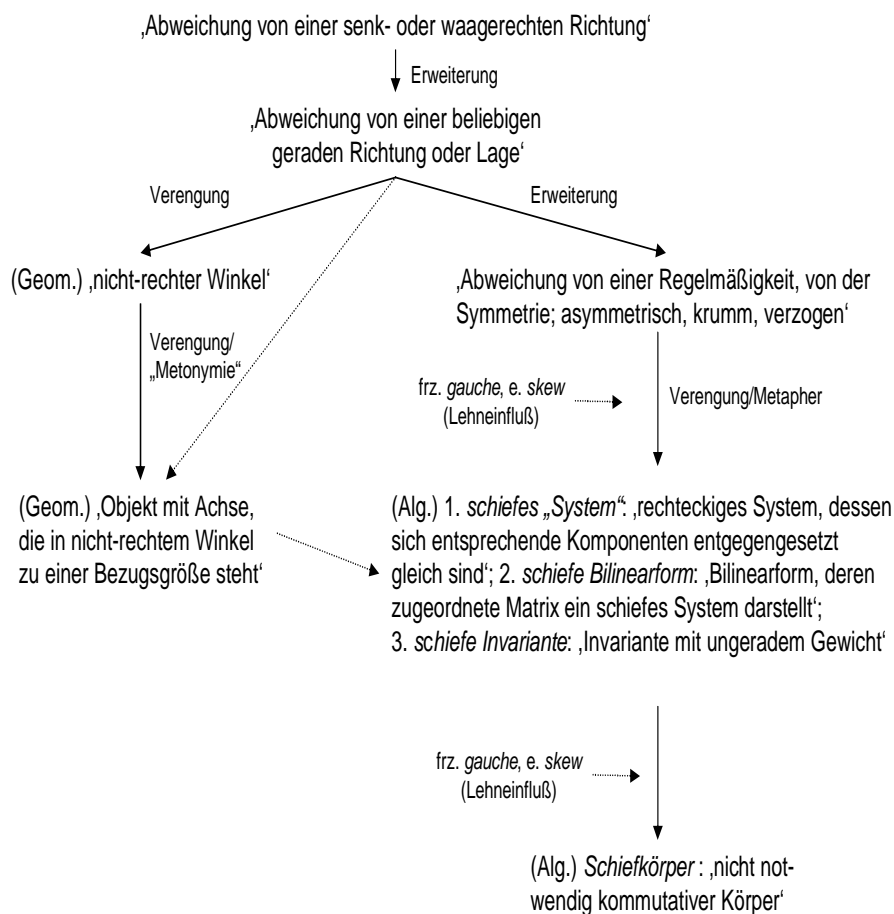 ‚Abweichung von einer senk- oder waagerechten Richtung‘
Erweiterung
‚Abweichung von einer beliebigen
geraden Richtung oder Lage‘
Verengung
Erweiterung
(Geom.) ‚nicht-rechter Winkel‘
‚Abweichung von einer Regelmäßigkeit, von der
Symmetrie; asymmetrisch, krumm, verzogen‘
Verengung/
„Metonymie“
frz. gauche, e. skew
(Lehneinfluß)
Verengung/Metapher
(Geom.) ‚Objekt mit Achse,
die in nicht-rechtem Winkel
zu einer Bezugsgröße steht‘
(Alg.) 1. schiefes „System“: ‚rechteckiges System, dessen
sich entsprechende Komponenten entgegengesetzt
gleich sind‘; 2. schiefe Bilinearform: ‚Bilinearform, deren
zugeordnete Matrix ein schiefes System darstellt‘;
3. schiefe Invariante: ‚Invariante mit ungeradem Gewicht‘
frz. gauche, e. skew
(Lehneinfluß)
(Alg.) Schiefkörper : ‚nicht not-
wendig kommutativer Körper‘